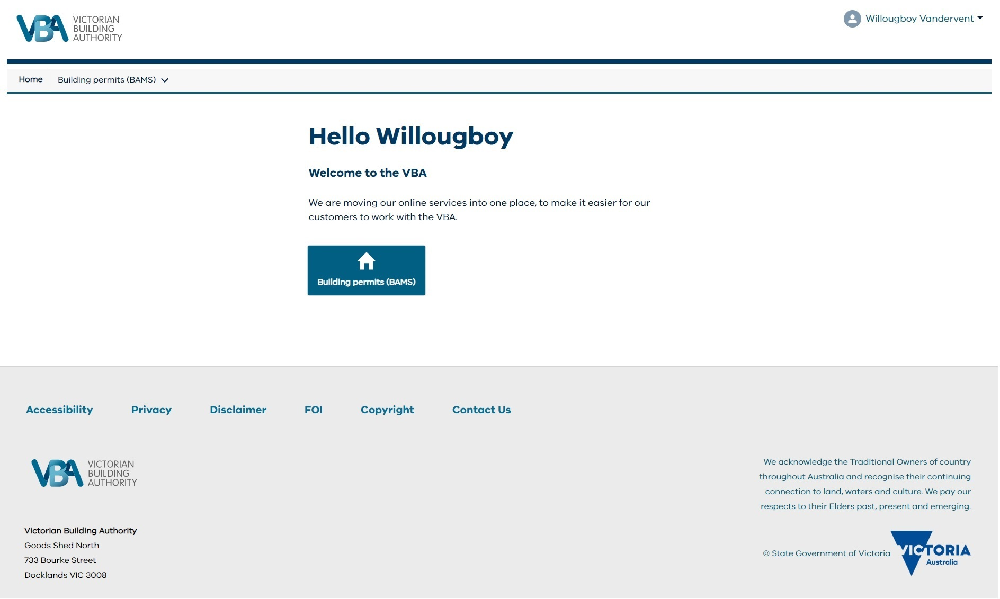 VBA VICTORIAN
BUILDING
AUTHORITY
Willougboy Vandervent
Home
Building permits (BAMS)
Hello Willougboy
Welcome to the VBA
We are moving our online services into one place, to make it easier for our
customers to work with the VBA.
Building permits (BAMS)
Accessibility
Privacy
Disclaimer
FOI
Copyright
Contact Us
VBA VICTORIAN
BUILDING
AUTHORITY
Victorian Building Authority
Goods Shed North
733 Bourke Street
Docklands VIC 3008
We acknowledge the Traditional Owners of country
throughout Australia and recognise their continuing
connection to land, waters and culture. We pay our
respects to their Elders past, present and emerging.
© State Government of Victoria
VICTORIA
Australia